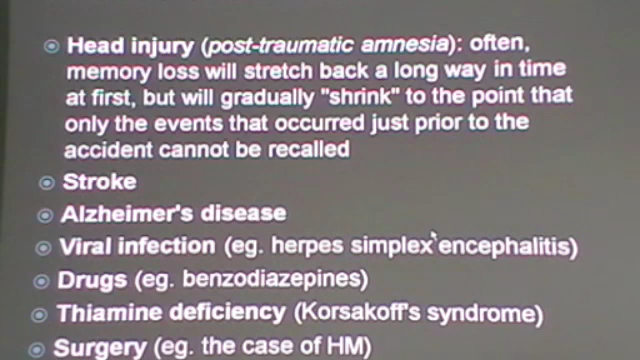 Head injury (post-traumatic amnesia): often,
memory loss will stretch back a long way in time
at first, but will gradually "shrink" to the point that
only the events that occurred just prior to the
accident cannot be recalled
Stroke
Alzheimer's disease
Viral infection (eg. herpes simplex encephalitis)
Drugs (eg. benzodiazepines)
Thiamine deficiency (Korsakoff's syndrome)
Surgery (eg. the case of HM)